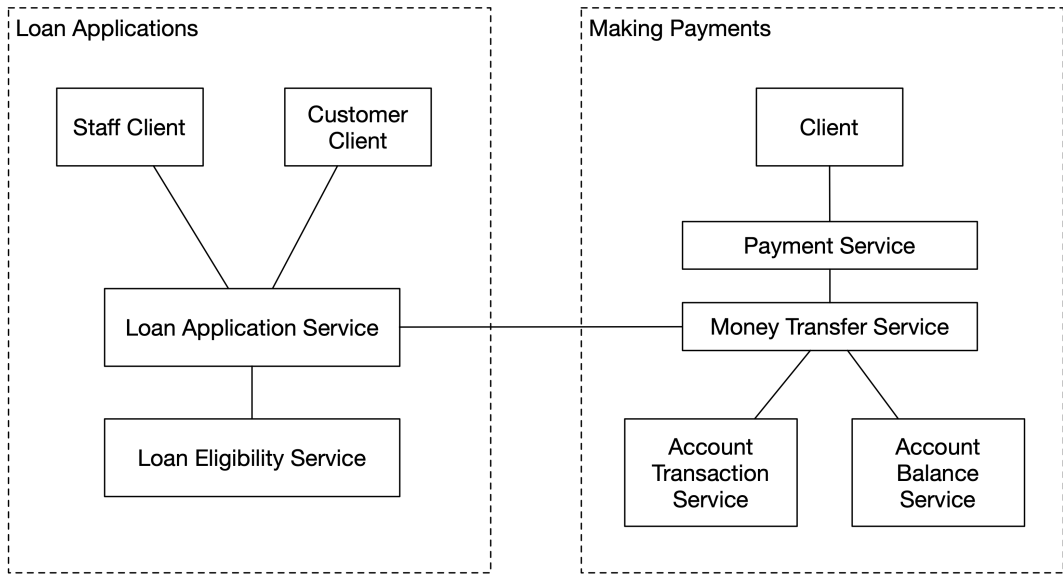 Loan Applications
Staff Client
Customer
Client
Loan Application Service
Loan Eligibility Service
Making Payments
Client
Payment Service
Money Transfer Service
Account
Transaction
Service
Account
Balance
Service